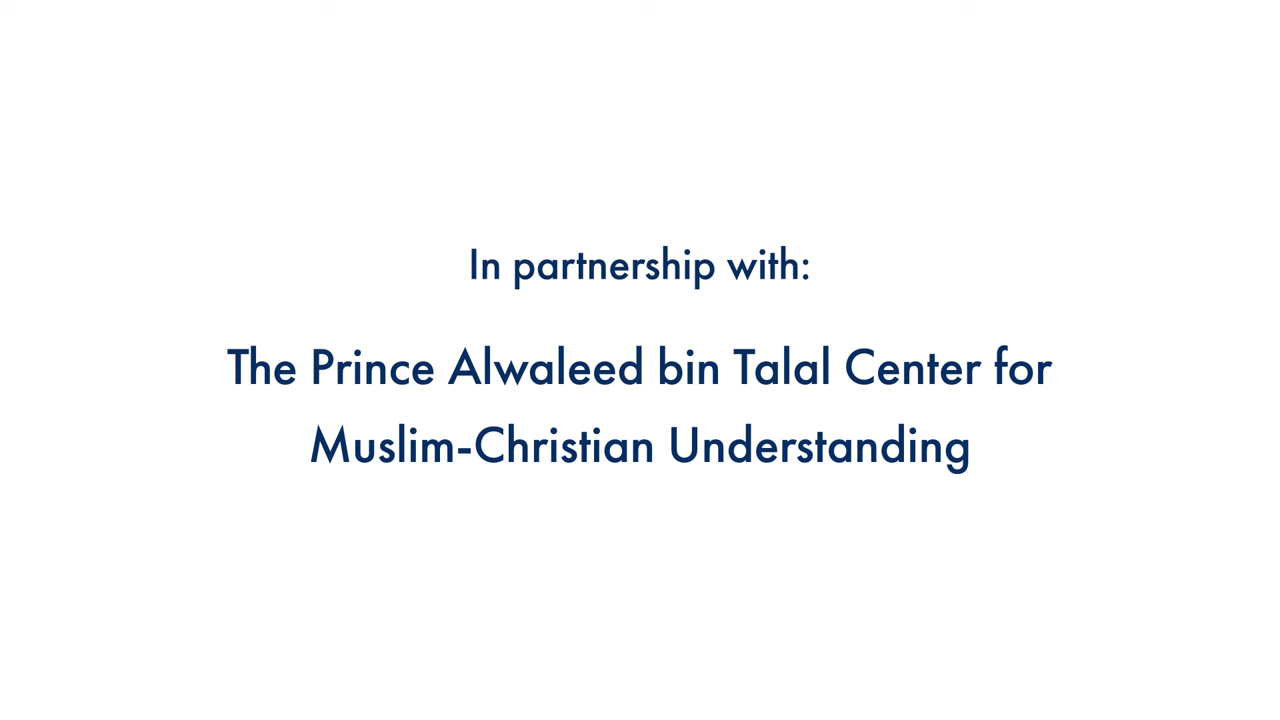 In partnership with:
The Prince Alwaleed bin Talal Center for
Muslim-Christian Understanding